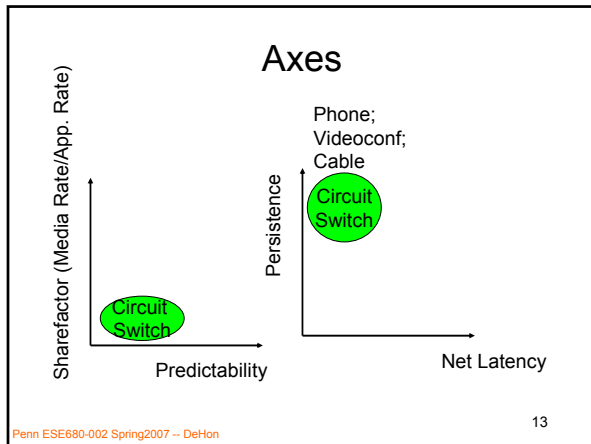 Axes
Sharefactor (Media Rate/App. Rate)
Circuit
Switch
Predictability
Phone;
Videoconf;
Cable
Persistence
Circuit
Switch
Net Latency
Penn ESE680-002 Spring2007 -- DeHon
13